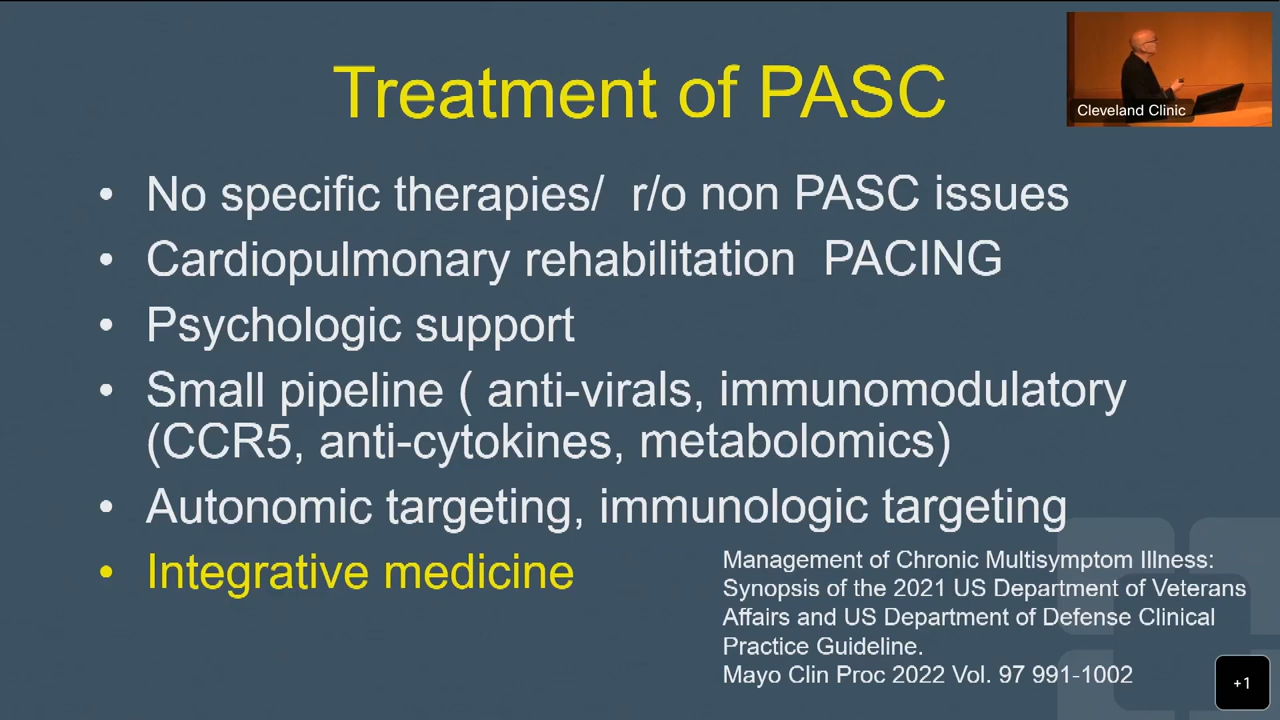 Treatment of PASC
Cleveland Clinic
• No specific therapies/ r/o non PASC issues
• Cardiopulmonary rehabilitation PACING
• Psychologic support
• Small pipeline ( anti-virals, immunomodulatory
(CCR5, anti-cytokines, metabolomics)
• Autonomic targeting, immunologic targeting
• Integrative medicine
Management of Chronic Multisymptom Illness:
Synopsis of the 2021 US Department of Veterans
Affairs and US Department of Defense Clinical
Practice Guideline.
Mayo Clin Proc 2022 Vol. 97 991-1002
+1